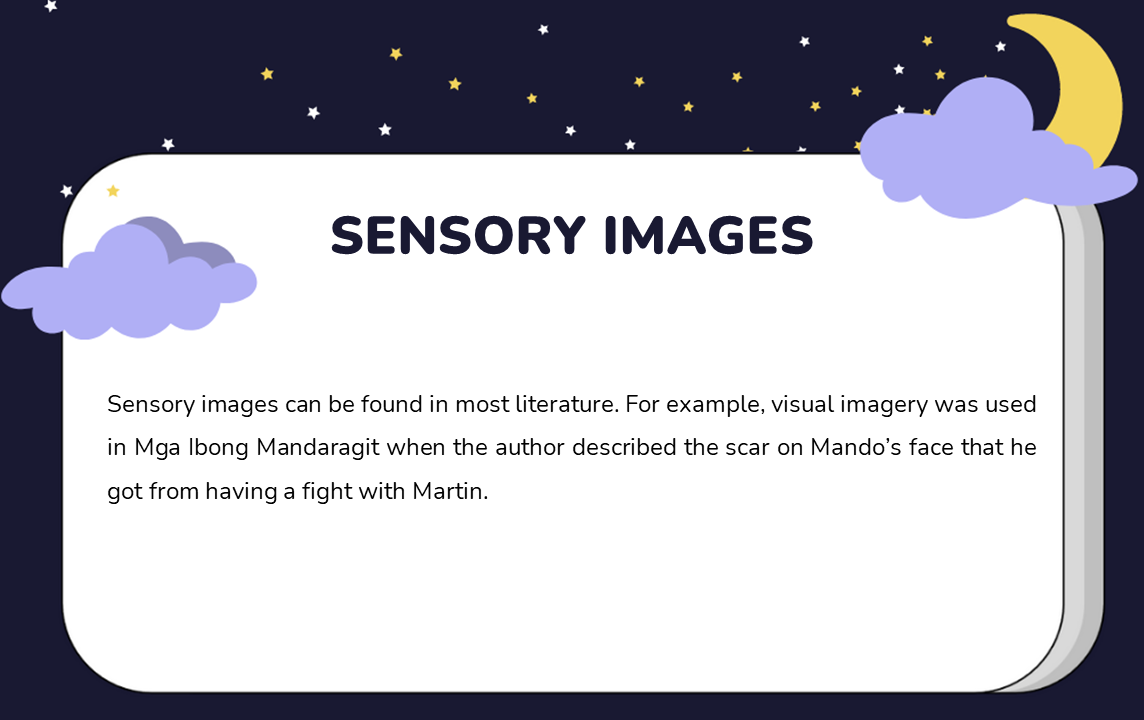 SENSORY IMAGES
Sensory images can be found in most literature. For example, visual imagery was used
in Mga Ibong Mandaragit when the author described the scar on Mando’s face that he
got from having a fight with Martin.